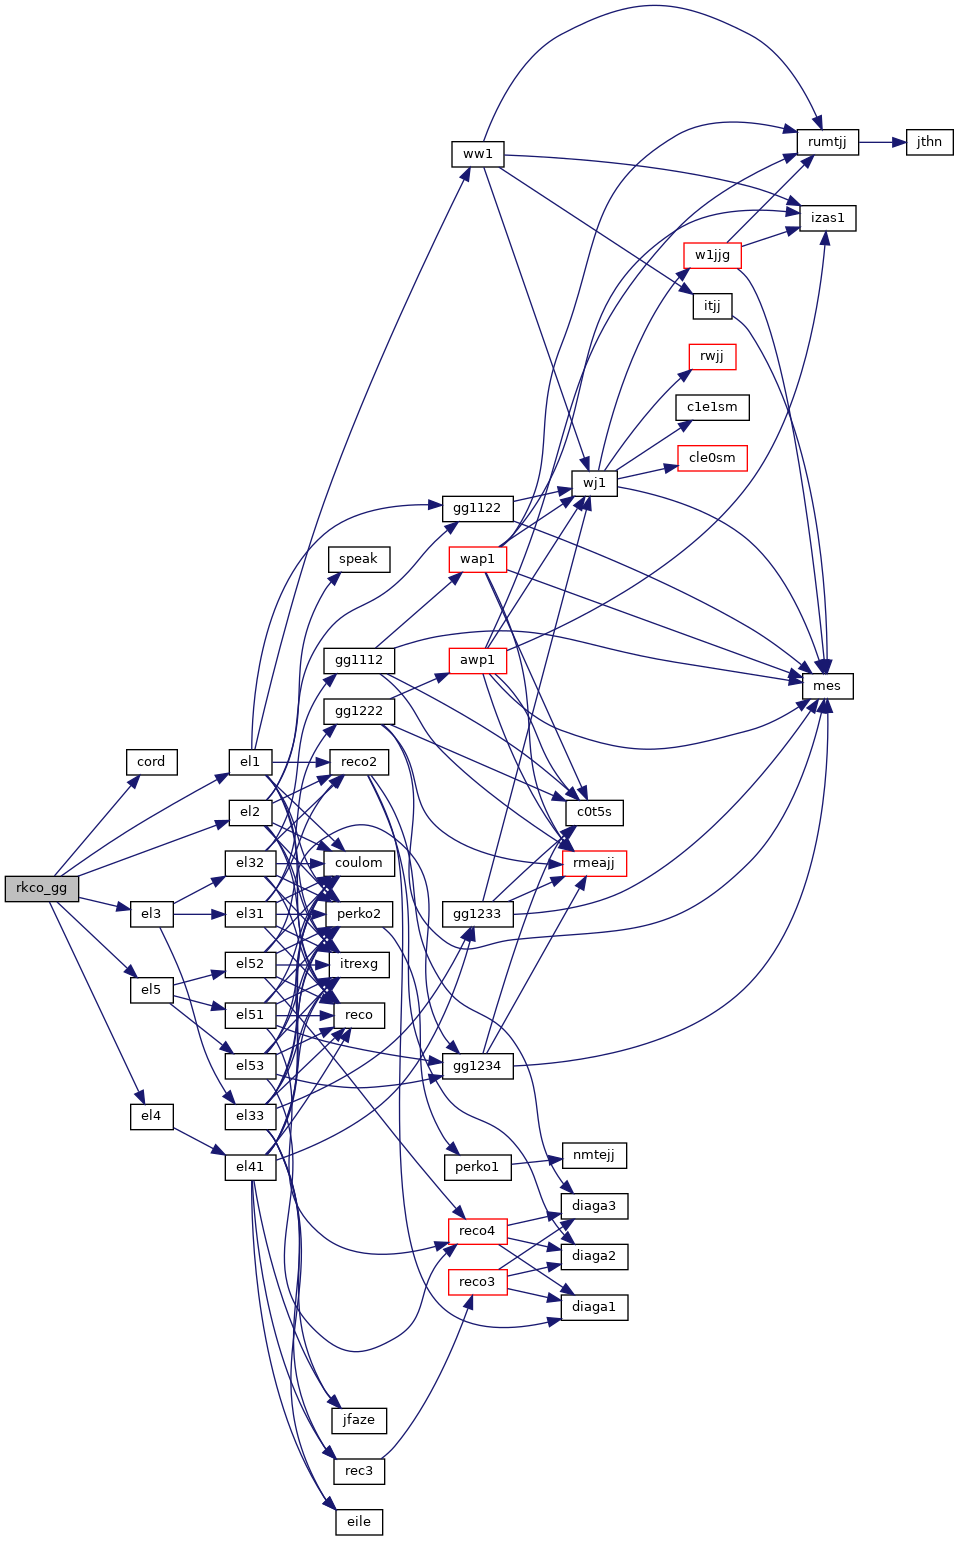 ww1
rumtjj
jthn
izas1
w1jjg
itjj
rwjj
c1e1sm
cle0sm
wj1
gg1122
speak
wap1
gg1112
awp1
mes
gg1222
cord
el1
reco2
el2
c0t5s
el32
coulom
rmeajj
rkco_gg
el3
el31
perko2
gg1233
el52
itrexg
el5
el51
reco
el53
gg1234
el4
el33
nmtejj
el41
perko1
diaga3
reco4
diaga2
reco3
diaga1
jfaze
rec3
eile